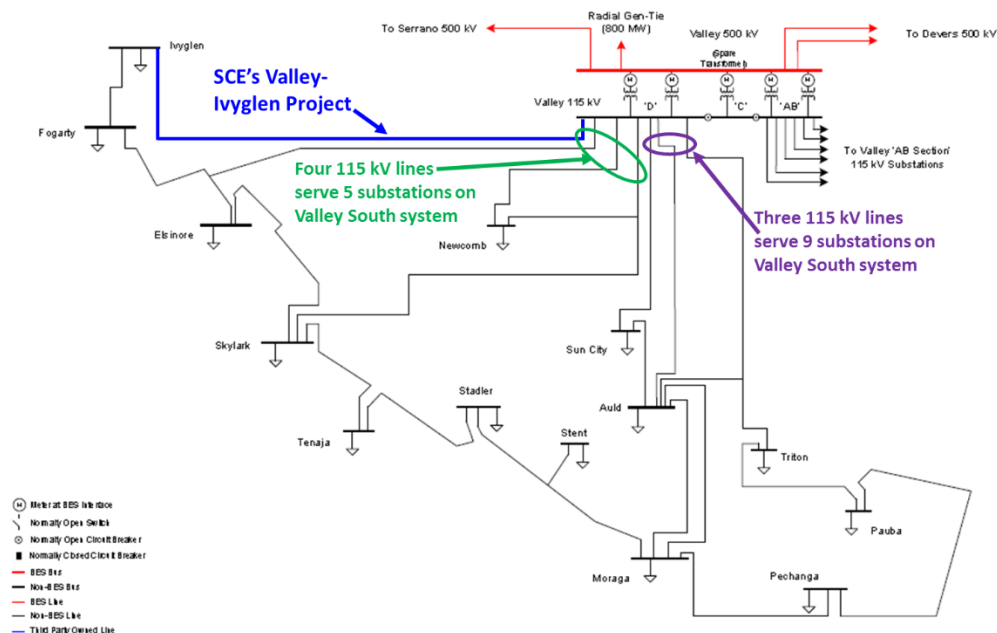 To Serrano 500 kV
Radial Gen-Tie
(800 MW)
Valley 500 kV
(Spare
Transformer)
To Devers 500 kV
Ivyglen
SCE's Valley-
Ivyglen Project
Valley 115 kV
'D'
'C'
'AB'
Fogarty
To Valley 'AB Section'
115 kV Substations
Four 115 kV lines
serve 5 substations on
Valley South system
Three 115 kV lines
serve 9 substations on
Valley South system
Elsinore
Newcomb
Skylark
Sun City
Stadler
Auld
Tenaja
Stent
Triton
Pauba
Moraga
Pechanga
M Meter at BES Interface
Normally Open Switch
Normally Open Circuit Breaker
Normally Closed Circuit Breaker
BES Bus
Non-BES Bus
BES Line
Non-BES Line
Third Party Owned Line